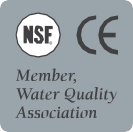 NSF CE
Member,
Water Quality
Association